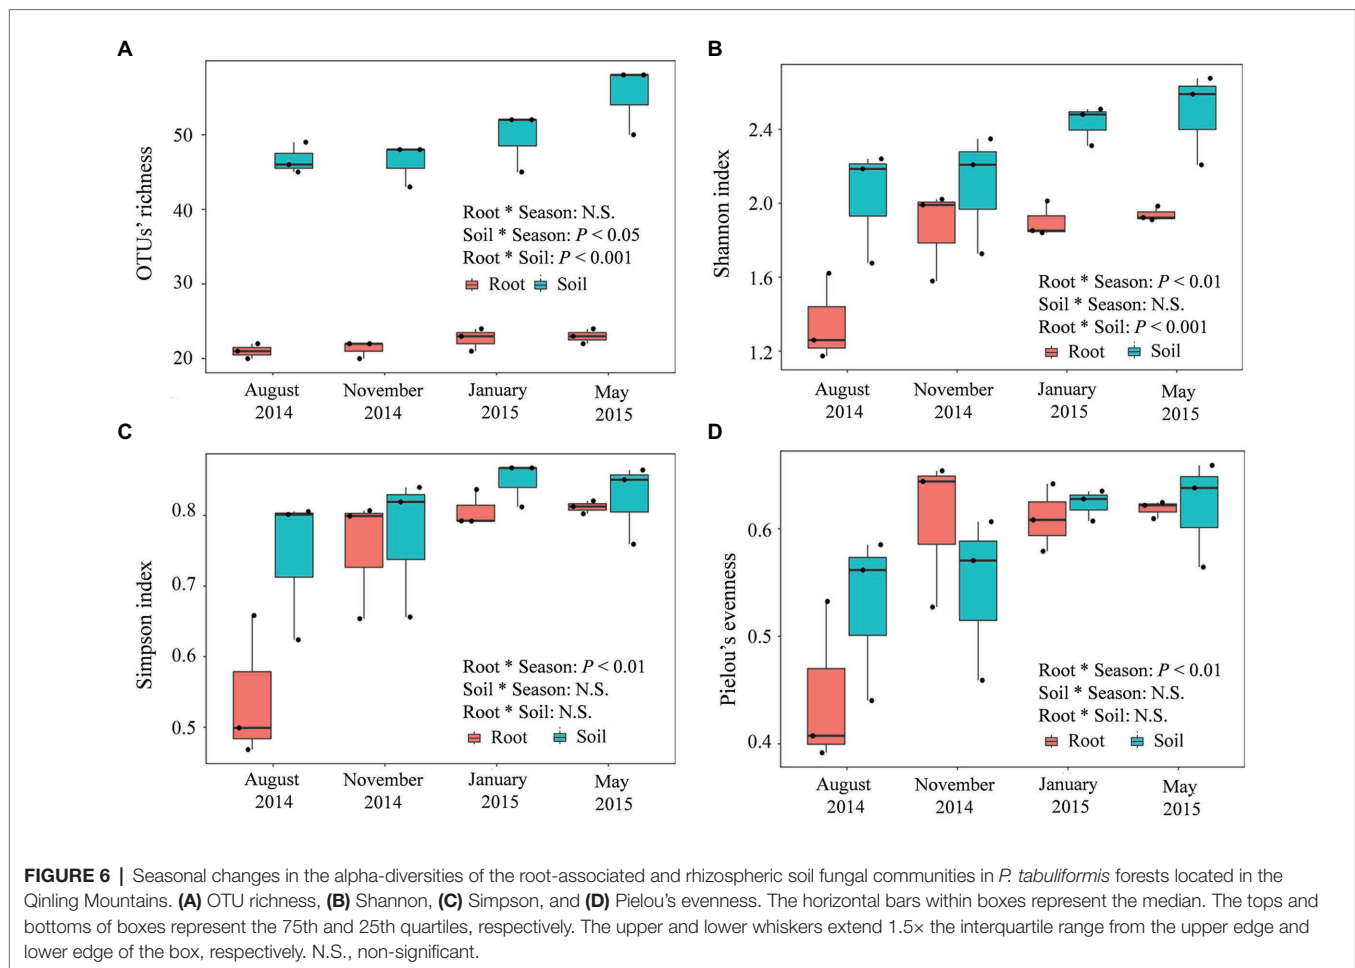 A
OTUs' richness
50
40
30
20
Root * Season: N.S.
Soil * Season: P < 0.05
Root * Soil: P < 0.001
Root Soil
August 2014
November 2014
January 2015
May 2015
B
Shannon index
2.4
2.0
1.6
1.2
Root * Season: P < 0.01
Soil * Season: N.S.
Root * Soil: P < 0.001
Root Soil
August 2014
November 2014
January 2015
May 2015
C
Simpson index
0.8
0.7
0.6
0.5
Root * Season: P < 0.01
Soil * Season: N.S.
Root * Soil: N.S.
Root Soil
August 2014
November 2014
January 2015
May 2015
D
Pielou's evenness
0.6
0.5
0.4
Root * Season: P < 0.01
Soil * Season: N.S.
Root * Soil: N.S.
Root Soil
August 2014
November 2014
January 2015
May 2015
FIGURE 6 | Seasonal changes in the alpha-diversities of the root-associated and rhizospheric soil fungal communities in P. tabuliformis forests located in the
Qinling Mountains. (A) OTU richness, (B) Shannon, (C) Simpson, and (D) Pielou's evenness. The horizontal bars within boxes represent the median. The tops and
bottoms of boxes represent the 75th and 25th quartiles, respectively. The upper and lower whiskers extend 1.5× the interquartile range from the upper edge and
lower edge of the box, respectively. N.S., non-significant.